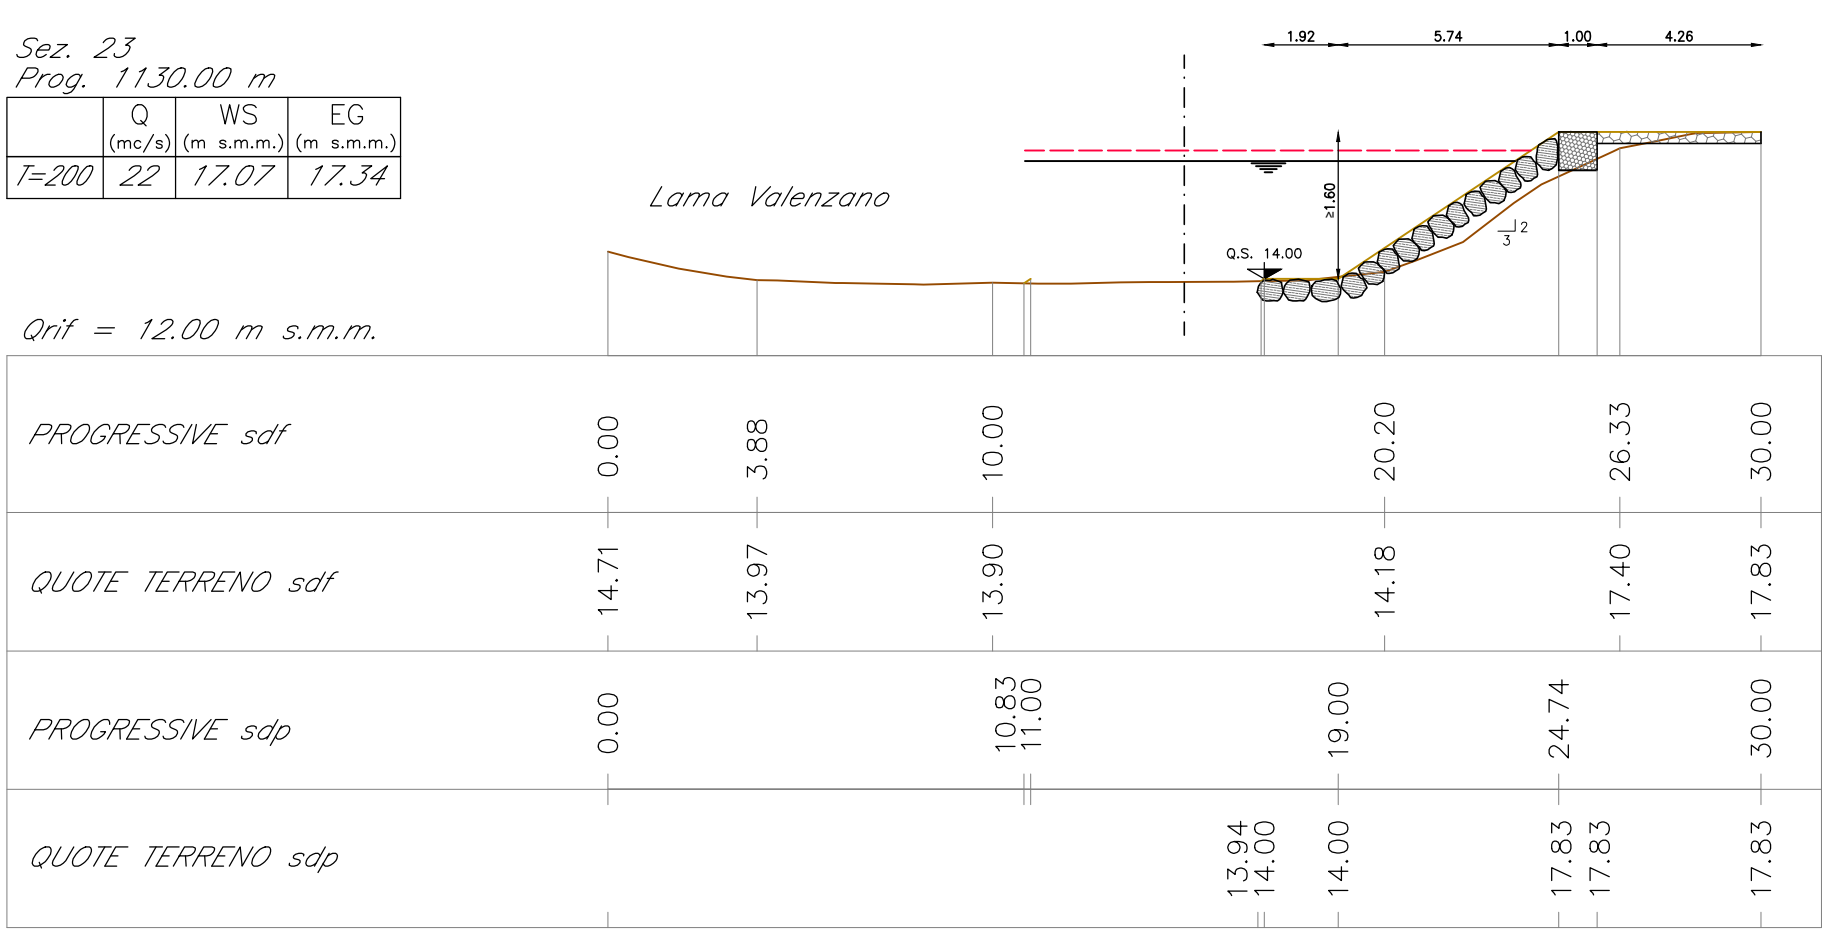 Sez. 23
Prog. 1130.00 m
Q WS EG
(mc/s) (m s.m.m.) (m s.m.m.)
T=200 22 17.07 17.34
1.92 5.74 1.00 4.26
Lama Valenzano
≥1.60
Q.S. 14.00
2
3
Qrif = 12.00 m s.m.m.
PROGRESSIVE sdf 0.00 3.88 10.00 20.20 26.33 30.00
QUOTE TERRENO sdf 14.71 13.97 13.90 14.18 17.40 17.83
PROGRESSIVE sdp 0.00 10.83 11.00 19.00 24.74 30.00
QUOTE TERRENO sdp 13.94 14.00 14.00 17.83 17.83 17.83